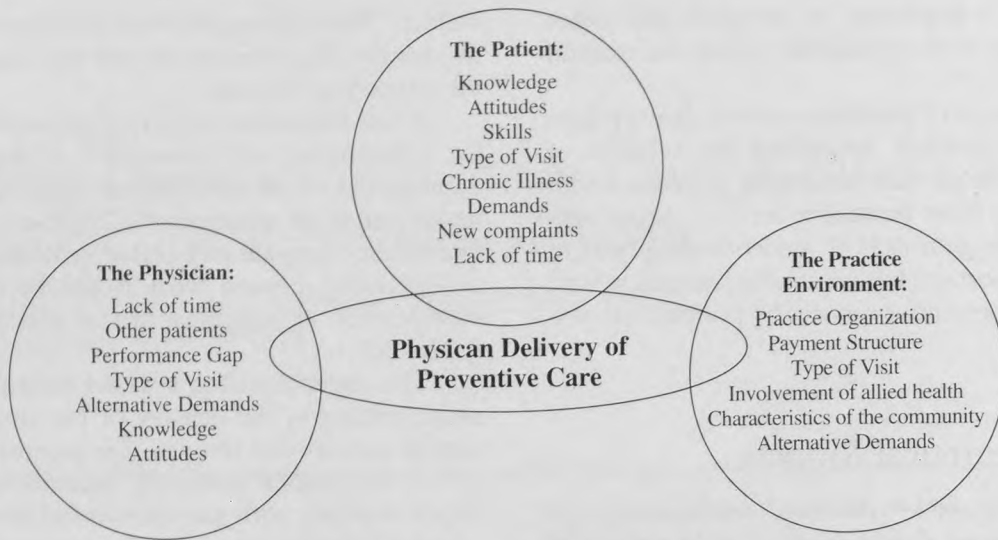 The Patient:
Knowledge
Attitudes
Skills
Type of Visit
Chronic Illness
Demands
New complaints
Lack of time
The Physician:
Lack of time
Other patients
Performance Gap
Type of Visit
Alternative Demands
Knowledge
Attitudes
Physican Delivery of
Preventive Care
The Practice
Environment:
Practice Organization
Payment Structure
Type of Visit
Involvement of allied health
Characteristics of the community
Alternative Demands